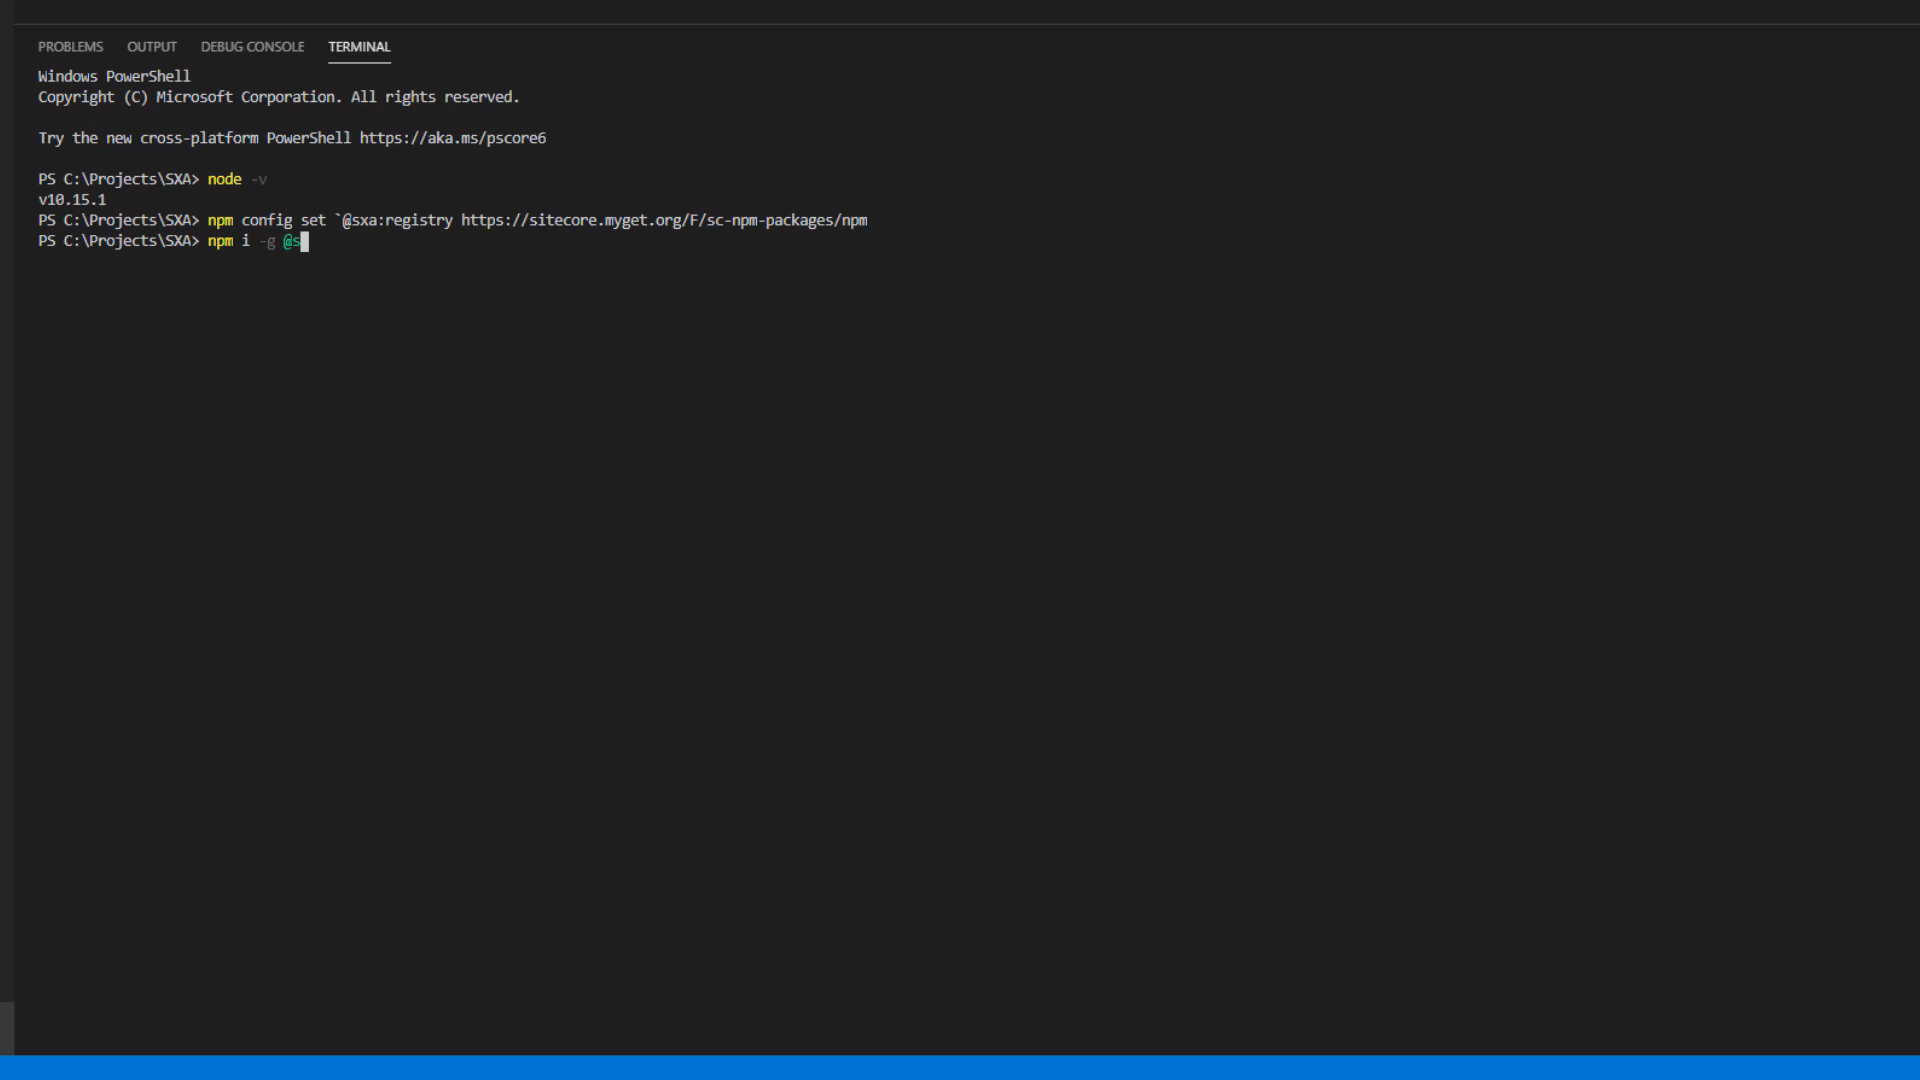 PROBLEMS OUTPUT DEBUG CONSOLE TERMINAL
Windows PowerShell
Copyright (C) Microsoft Corporation. All rights reserved.
Try the new cross-platform PowerShell https://aka.ms/pscore6
PS C:\Projects\SXA> node -v
v10.15.1
PS C:\Projects\SXA> npm config set `@sxa:registry https://sitecore.myget.org/F/sc-npm-packages/npm
PS C:\Projects\SXA> npm i -g @s